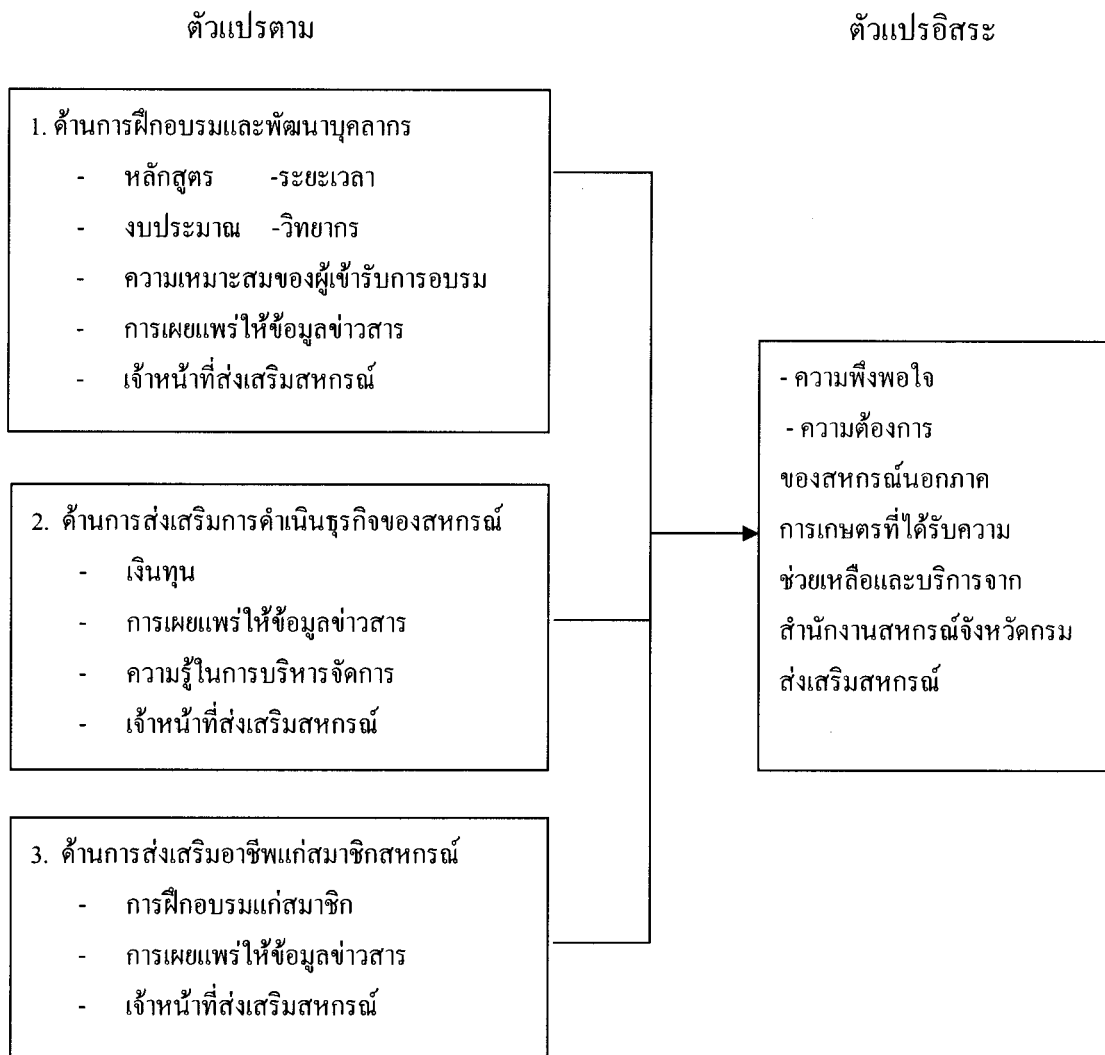 ตัวแปรตาม
ตัวแปรอิสระ
1. ด้านการฝึกอบรมและพัฒนาบุคลากร
- หลักสูตร -ระยะเวลา
- งบประมาณ -วิทยากร
- ความเหมาะสมของผู้เข้ารับการอบรม
- การเผยแพร่ให้ข้อมูลข่าวสาร
- เจ้าหน้าที่ส่งเสริมสหกรณ์
2. ด้านการส่งเสริมการดำเนินธุรกิจของสหกรณ์
- เงินทุน
- การเผยแพร่ให้ข้อมูลข่าวสาร
- ความรู้ในการบริหารจัดการ
- เจ้าหน้าที่ส่งเสริมสหกรณ์
3. ด้านการส่งเสริมอาชีพแก่สมาชิกสหกรณ์
- การฝึกอบรมแก่สมาชิก
- การเผยแพร่ให้ข้อมูลข่าวสาร
- เจ้าหน้าที่ส่งเสริมสหกรณ์
- ความพึงพอใจ
- ความต้องการ
ของสหกรณ์นอกภาค
การเกษตรที่ได้รับความ
ช่วยเหลือและบริการจาก
สำนักงานสหกรณ์จังหวัดกรม
ส่งเสริมสหกรณ์